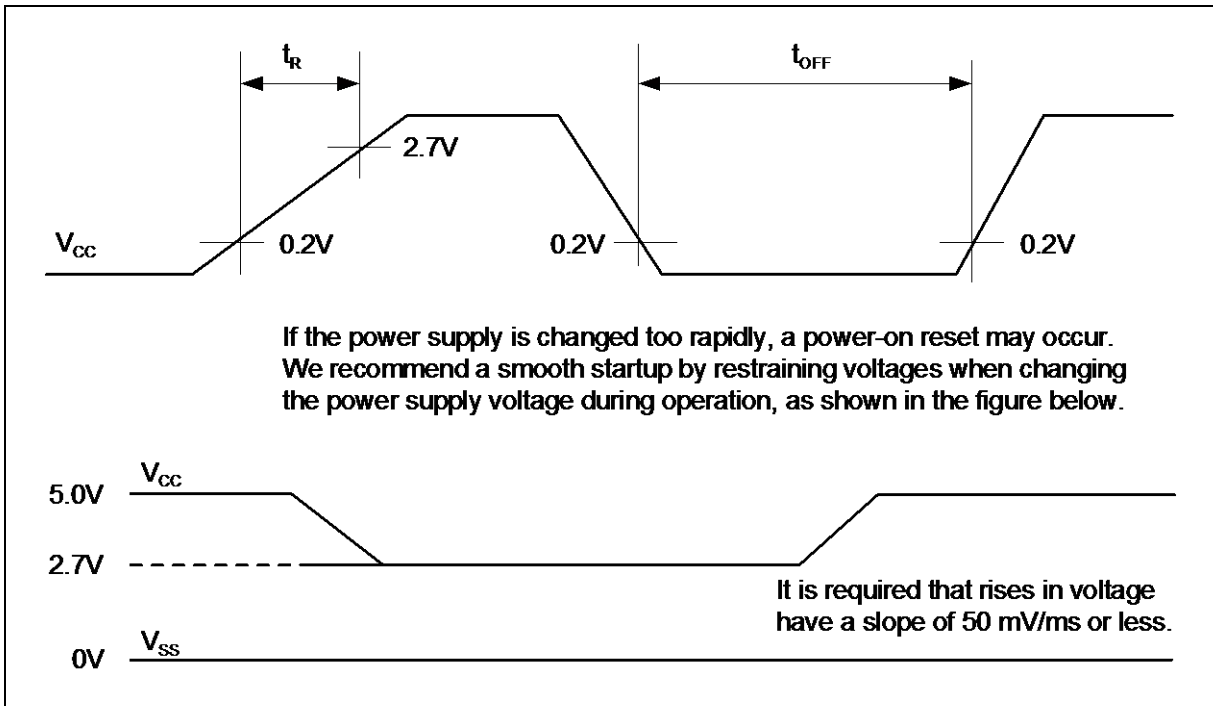 tR
tOFF
2.7V
VCC
0.2V
0.2V
0.2V
If the power supply is changed too rapidly, a power-on reset may occur.
We recommend a smooth startup by restraining voltages when changing
the power supply voltage during operation, as shown in the figure below.
VCC
5.0V
2.7V
It is required that rises in voltage
have a slope of 50 mV/ms or less.
VSS
0V